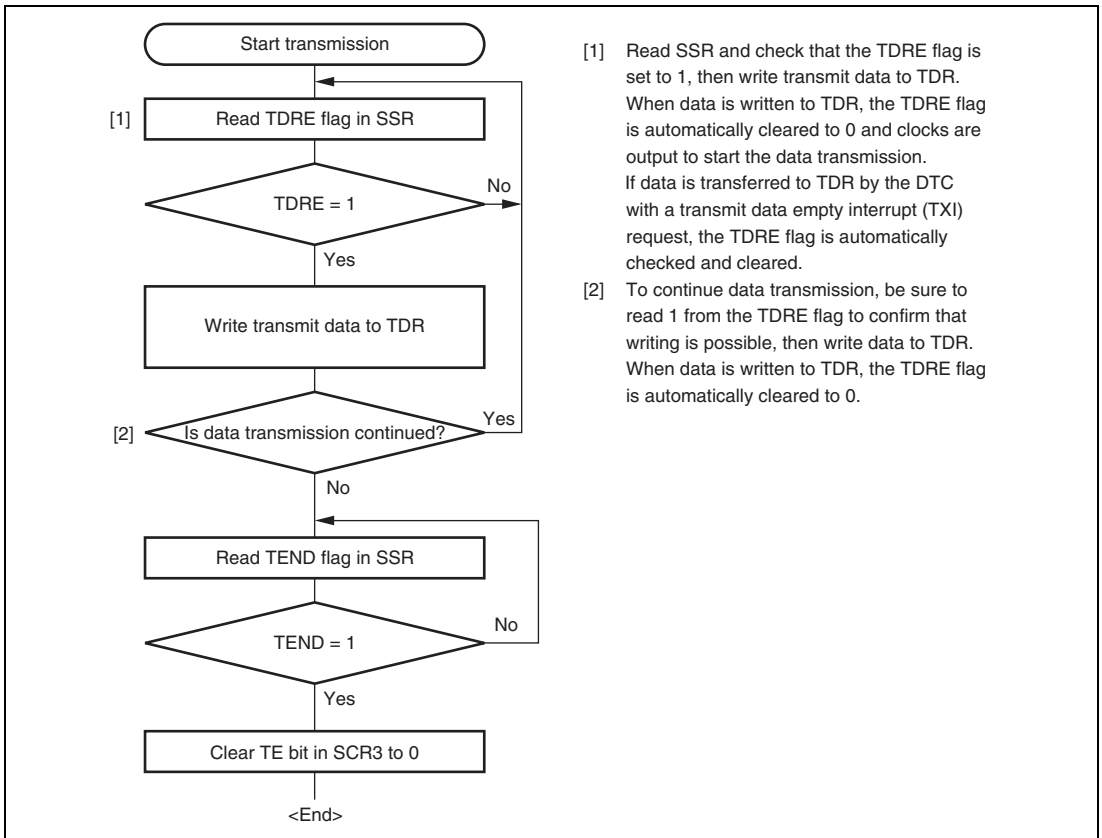 Start transmission
[1] Read TDRE flag in SSR
TDRE = 1
No
Yes
Write transmit data to TDR
[2] Is data transmission continued?
Yes
No
Read TEND flag in SSR
TEND = 1
No
Yes
Clear TE bit in SCR3 to 0
<End>
[1] Read SSR and check that the TDRE flag is
set to 1, then write transmit data to TDR.
When data is written to TDR, the TDRE flag
is automatically cleared to 0 and clocks are
output to start the data transmission.
If data is transferred to TDR by the DTC
with a transmit data empty interrupt (TXI)
request, the TDRE flag is automatically
checked and cleared.
[2] To continue data transmission, be sure to
read 1 from the TDRE flag to confirm that
writing is possible, then write data to TDR.
When data is written to TDR, the TDRE flag
is automatically cleared to 0.